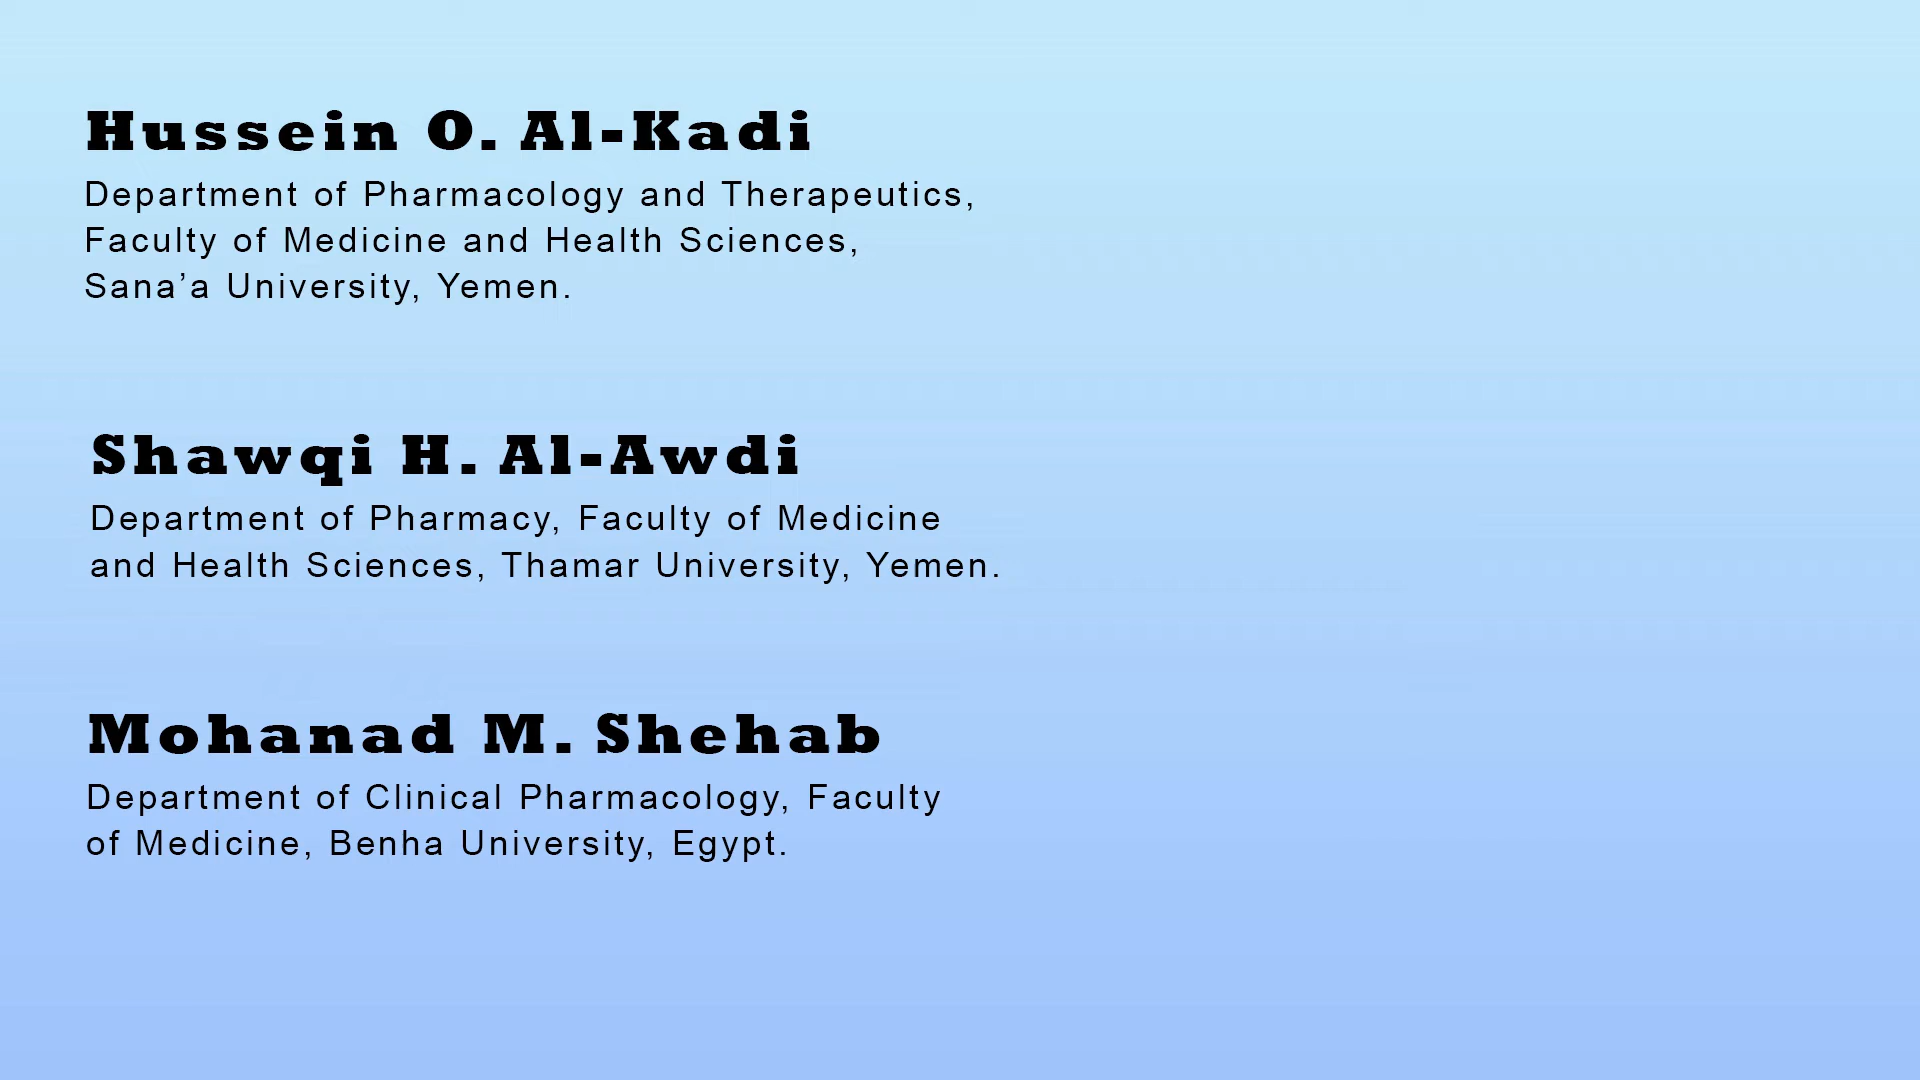 Hussein O. Al-Kadi
Department of Pharmacology and Therapeutics,
Faculty of Medicine and Health Sciences,
Sana’a University, Yemen.
Shawqi H. Al-Awdi
Department of Pharmacy, Faculty of Medicine
and Health Sciences, Thamar University, Yemen.
Mohanad M. Shehab
Department of Clinical Pharmacology, Faculty
of Medicine, Benha University, Egypt.